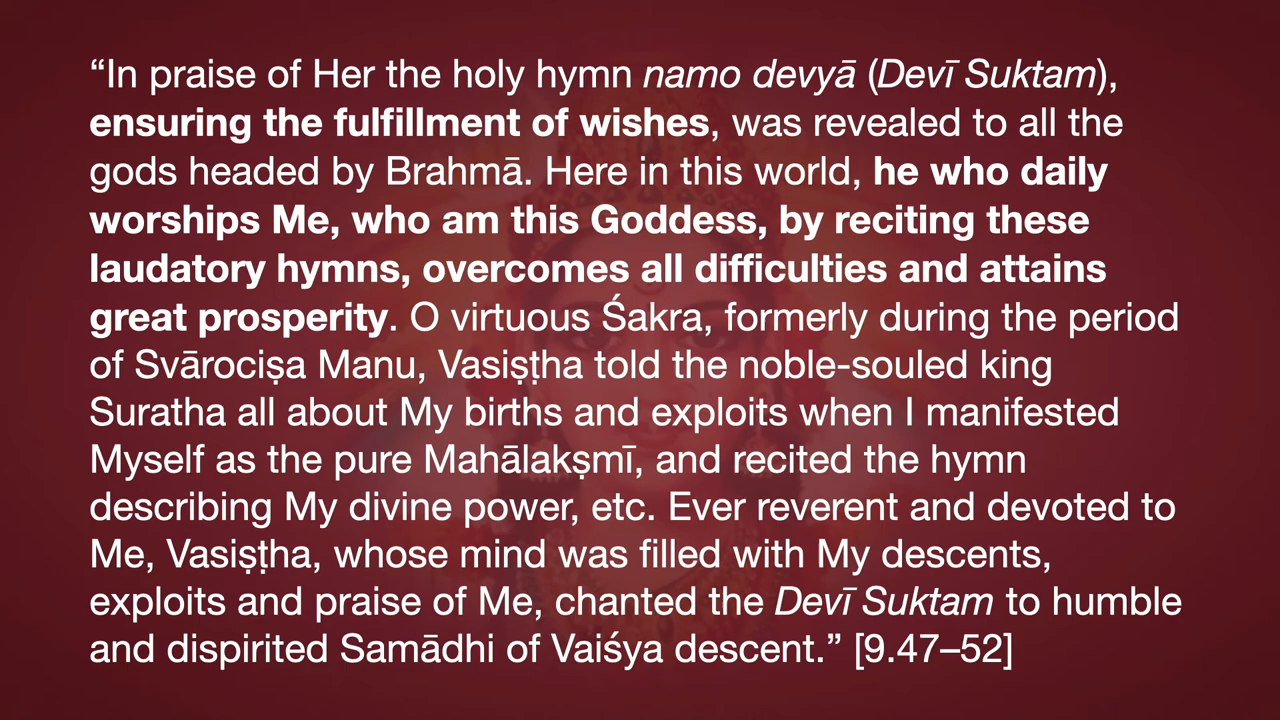 “In praise of Her the holy hymn namo devyā (Devī Suktam),
ensuring the fulfillment of wishes, was revealed to all the
gods headed by Brahmā. Here in this world, he who daily
worships Me, who am this Goddess, by reciting these
laudatory hymns, overcomes all difficulties and attains
great prosperity. O virtuous Śakra, formerly during the period
of Svārociṣa Manu, Vasiṣṭha told the noble-souled king
Suratha all about My births and exploits when I manifested
Myself as the pure Mahālakṣmī, and recited the hymn
describing My divine power, etc. Ever reverent and devoted to
Me, Vasiṣṭha, whose mind was filled with My descents,
exploits and praise of Me, chanted the Devī Suktam to humble
and dispirited Samādhi of Vaiśya descent.” [9.47–52]